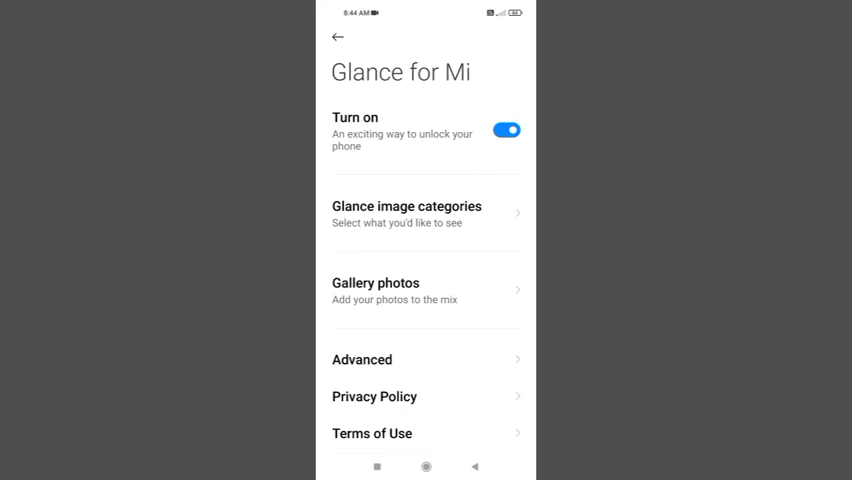 8:44 AM
84
Glance for Mi
Turn on
An exciting way to unlock your
phone
Glance image categories
Select what you'd like to see
Gallery photos
Add your photos to the mix
Advanced
Privacy Policy
Terms of Use